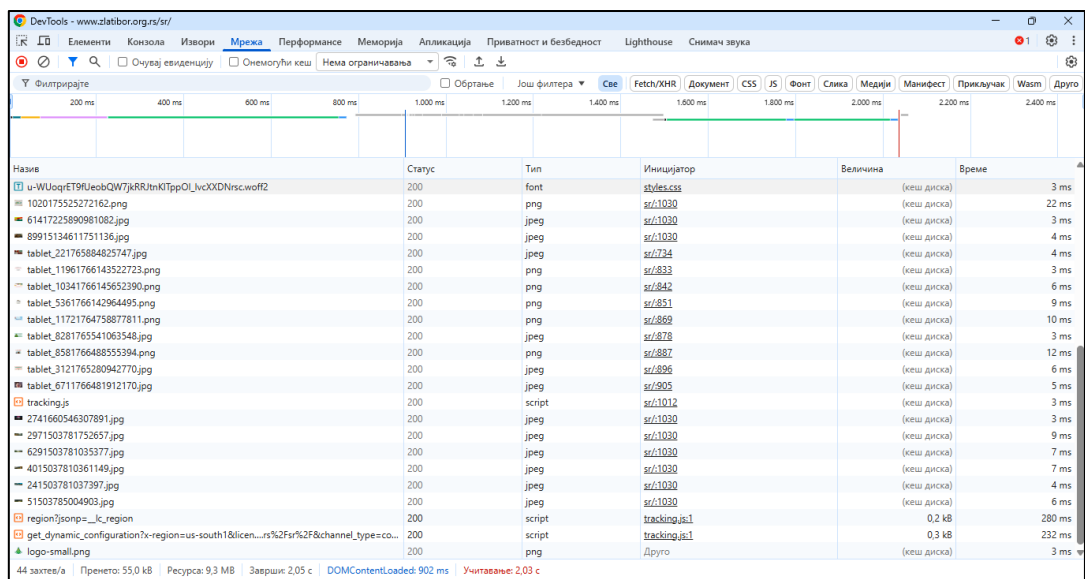 DevTools - www.zlatibor.org.rs/sr/
Елементи Конзола Извори Мрежа Перформансе Меморија Апликација Приватност и безбедност Lighthouse Снимач звука 1
Очувај евиденцију Онемогући кеш Нема ограничавања
Филтрирајте Обртање Још филтера Све Fetch/XHR Документ CSS JS Фонт Слика Медији Манифест Прикључак Wasm Друго
200 ms 400 ms 600 ms 800 ms 1.000 ms 1.200 ms 1.400 ms 1.600 ms 1.800 ms 2.000 ms 2.200 ms 2.400 ms
Назив Статус Тип Иницијатор Величина Време
u-WUoqrET9fUeobQW7jkRRJtnKITppOI_IvcXXDNrsc.woff2 200 font styles.css (кеш диска) 3 ms
1020175525272162.png 200 png sr/:1030 (кеш диска) 22 ms
61417225890981082.jpg 200 jpeg sr/:1030 (кеш диска) 3 ms
89915134611751136.jpg 200 jpeg sr/:1030 (кеш диска) 4 ms
tablet_221765884825747.jpg 200 jpeg sr/:734 (кеш диска) 4 ms
tablet_11961766143522723.png 200 png sr/:833 (кеш диска) 3 ms
tablet_10341766145652390.png 200 png sr/:842 (кеш диска) 6 ms
tablet_5361766142964495.png 200 png sr/:851 (кеш диска) 9 ms
tablet_11721764758877811.png 200 png sr/:869 (кеш диска) 10 ms
tablet_8281765541063548.jpg 200 jpeg sr/:878 (кеш диска) 3 ms
tablet_8581766488555394.png 200 png sr/:887 (кеш диска) 12 ms
tablet_3121765280942770.jpg 200 jpeg sr/:896 (кеш диска) 6 ms
tablet_6711766481912170.jpg 200 jpeg sr/:905 (кеш диска) 5 ms
tracking.js 200 script sr/:1012 (кеш диска) 3 ms
2741660546307891.jpg 200 jpeg sr/:1030 (кеш диска) 3 ms
2971503781752657.jpg 200 jpeg sr/:1030 (кеш диска) 9 ms
6291503781035377.jpg 200 jpeg sr/:1030 (кеш диска) 7 ms
4015037810361149.jpg 200 jpeg sr/:1030 (кеш диска) 7 ms
241503781037397.jpg 200 jpeg sr/:1030 (кеш диска) 4 ms
51503785004903.jpg 200 jpeg sr/:1030 (кеш диска) 6 ms
region?jsonp=__lc_region 200 script tracking.js:1 0,2 kB 280 ms
get_dynamic_configuration?x-region=us-south1&licen....rs%2Fsr%2F&channel_type=co... 200 script tracking.js:1 0,3 kB 232 ms
logo-small.png 200 png Друго (кеш диска) 3 ms
44 захтев/а Пренето: 55,0 kB Ресурса: 9,3 MB Заврши: 2,05 с DOMContentLoaded: 902 ms Учитавање: 2,03 с